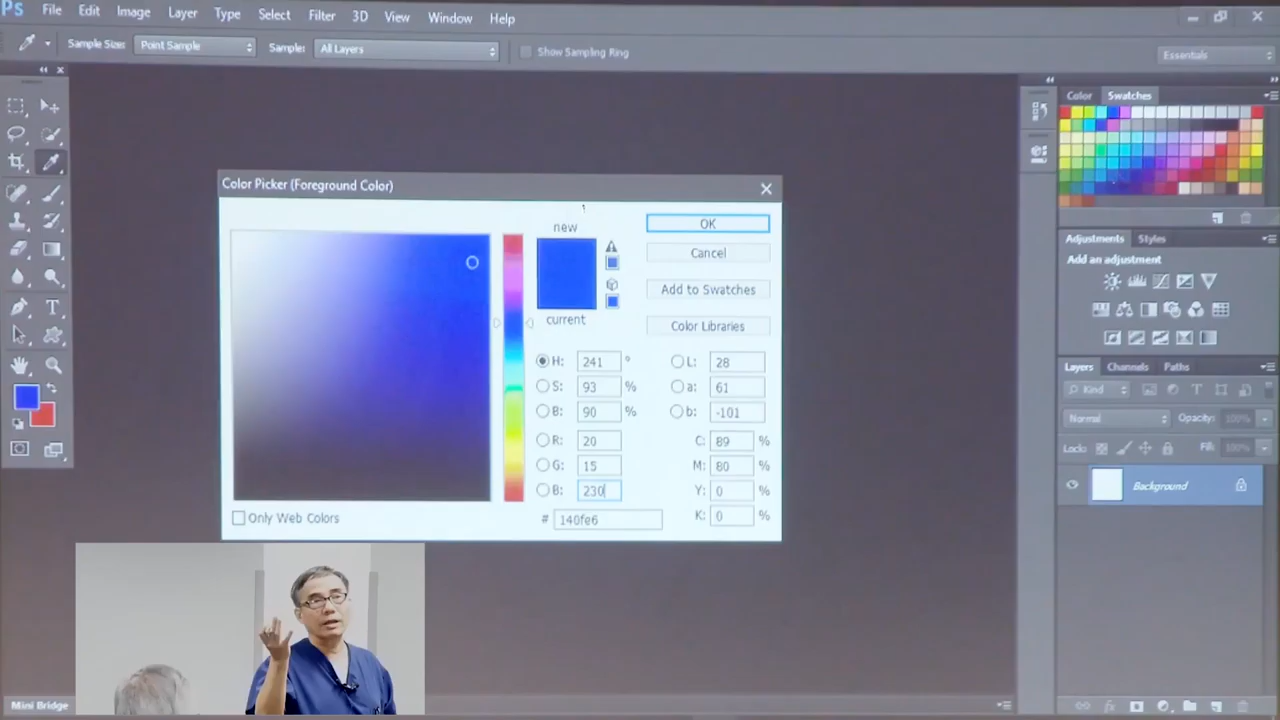 Ps File Edit Image Layer Type Select Filter 3D View Window Help
Sample Size: Point Sample Sample: All Layers Show Sampling Ring Essentials
Color Swatches
Color Picker (Foreground Color)
new
OK
Cancel
Add to Swatches
current
Color Libraries
H: 241 ° L: 28
S: 93 % a: 61
B: 90 % b: -101
R: 20 C: 89 %
G: 15 M: 80 %
B: 230 Y: 0 %
K: 0 %
Only Web Colors # 140fe6
Adjustments Styles
Add an adjustment
Layers Channels Paths
Kind
Normal Opacity: 100%
Lock: Fill: 100%
Background
Mini Bridge